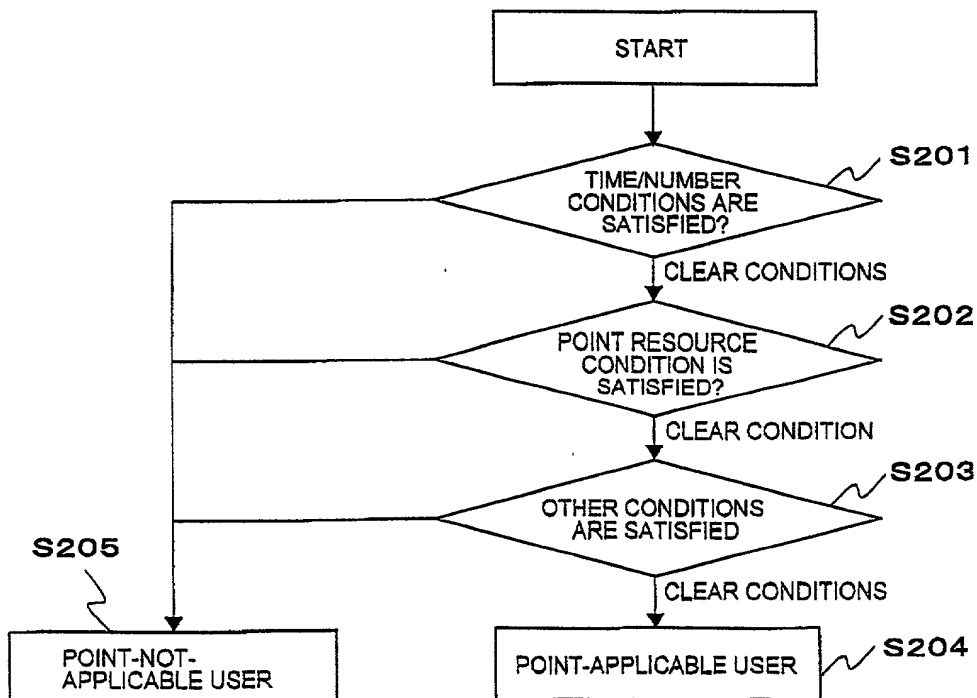 START
S201
TIME/NUMBER
CONDITIONS ARE
SATISFIED?
CLEAR CONDITIONS
S202
POINT RESOURCE
CONDITION IS
SATISFIED?
CLEAR CONDITION
S203
OTHER CONDITIONS
ARE SATISFIED
S205
CLEAR CONDITIONS
S204
POINT-NOT-
APPLICABLE USER
POINT-APPLICABLE USER